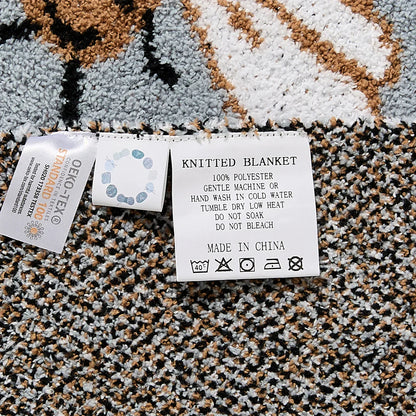 OEKO-TEX®
STANDARD 100
KNITTED BLANKET
100% POLYESTER
GENTLE MACHINE OR
HAND WASH IN COLD WATER
TUMBLE DRY LOW HEAT
DO NOT SOAK
DO NOT BLEACH
MADE IN CHINA
40°